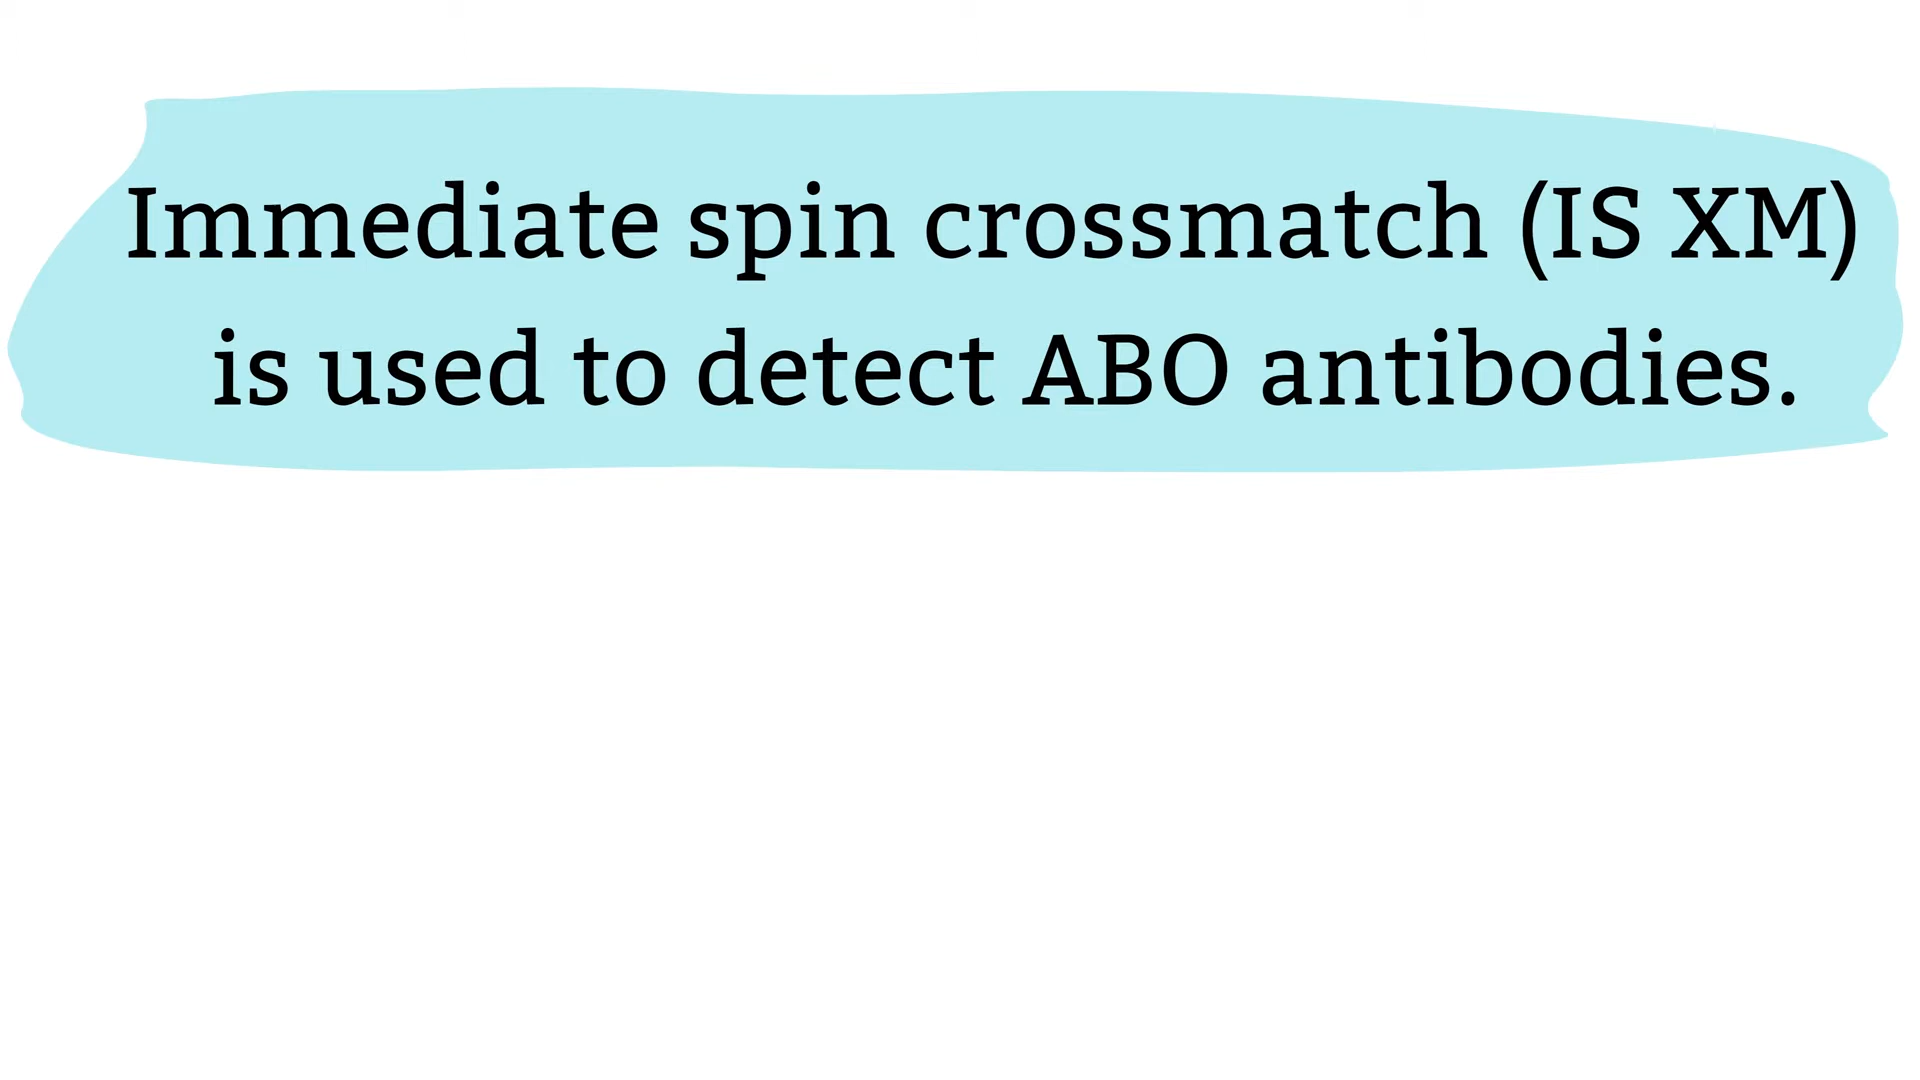 Immediate spin crossmatch (IS XM)
is used to detect ABO antibodies.